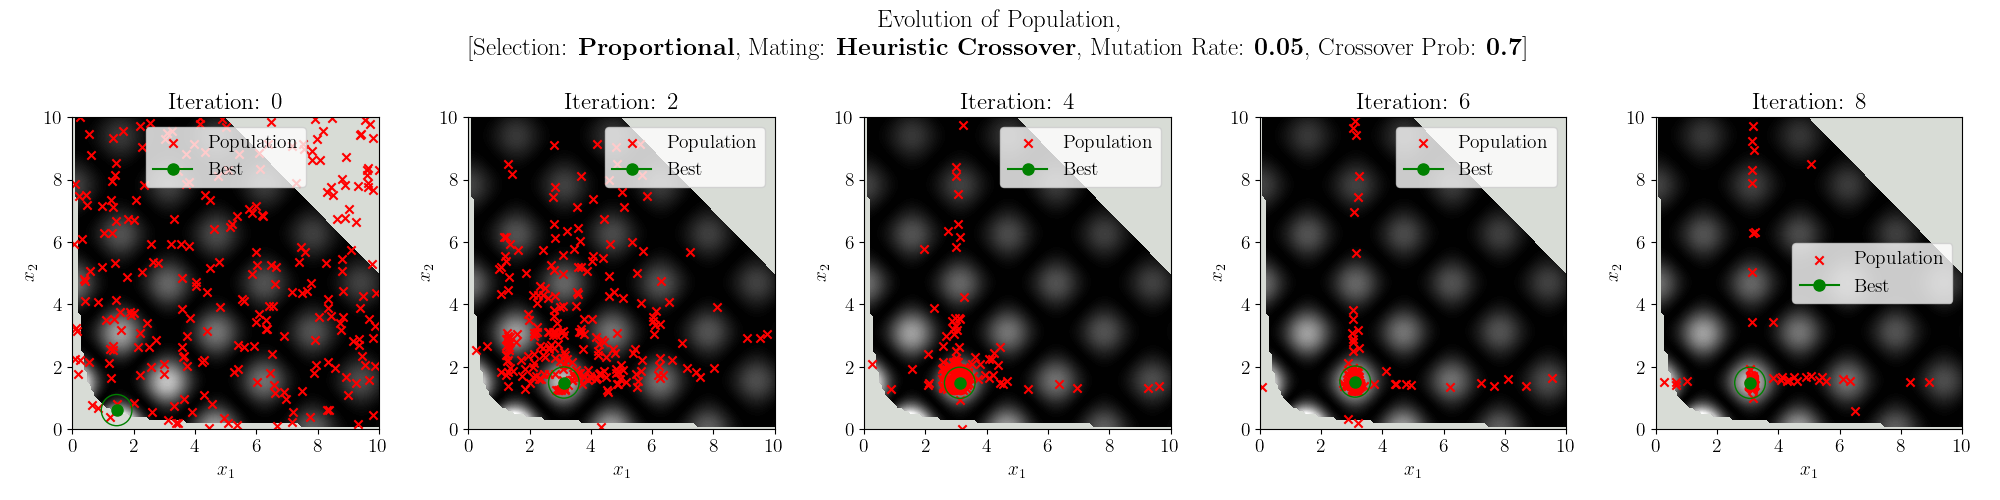 Evolution of Population,
[Selection: Proportional, Mating: Heuristic Crossover, Mutation Rate: 0.05, Crossover Prob: 0.7]
Iteration: 0
10
8
6
4
2
0
x2
Population
Best
0 2 4 6 8 10
x1
Iteration: 2
10
8
6
4
2
0
x2
Population
Best
0 2 4 6 8 10
x1
Iteration: 4
10
8
6
4
2
0
x2
Population
Best
0 2 4 6 8 10
x1
Iteration: 6
10
8
6
4
2
0
x2
Population
Best
0 2 4 6 8 10
x1
Iteration: 8
10
8
6
4
2
0
x2
Population
Best
0 2 4 6 8 10
x1